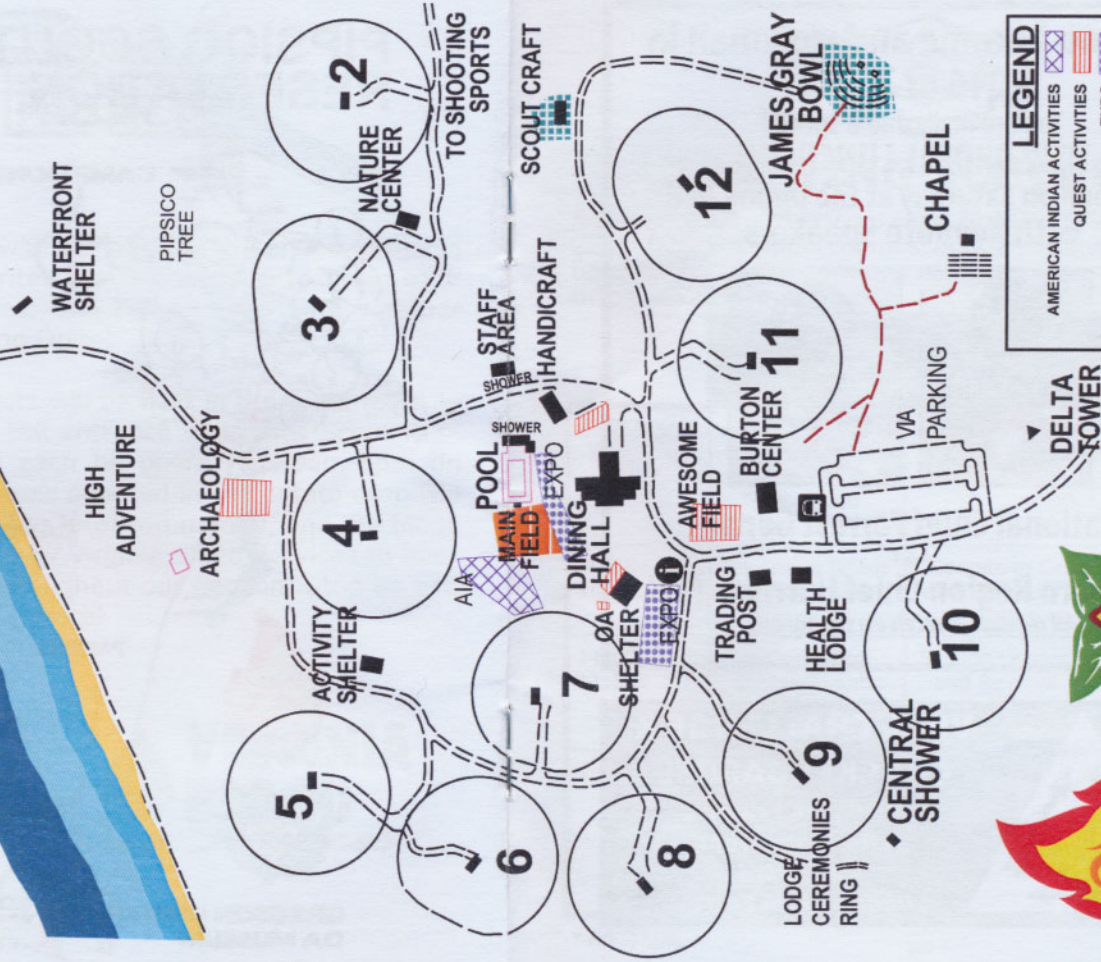 WATERFRONT
SHELTER
PIPSICO
TREE
2
NATURE
CENTER
TO SHOOTING
SPORTS
SCOUT CRAFT
3
HIGH
ADVENTURE
ARCHAEOLOGY
STAFF
AREA
SHOWER
HANDICRAFT
12
JAMES GRAY
BOWL
CHAPEL
4
POOL
SHOWER
EXPO
MAIN
FIELD
AIA
DINING
HALL
11
AWESOME
FIELD
BURTON
CENTER
VIA
PARKING
DELTA
TOWER
ACTIVITY
SHELTER
5
6
7
OA
SHELTER
EXPO
i
TRADING
POST
HEALTH
LODGE
10
8
9
CENTRAL
SHOWER
LODGE
CEREMONIES
RING
LEGEND
AMERICAN INDIAN ACTIVITIES
QUEST ACTIVITIES